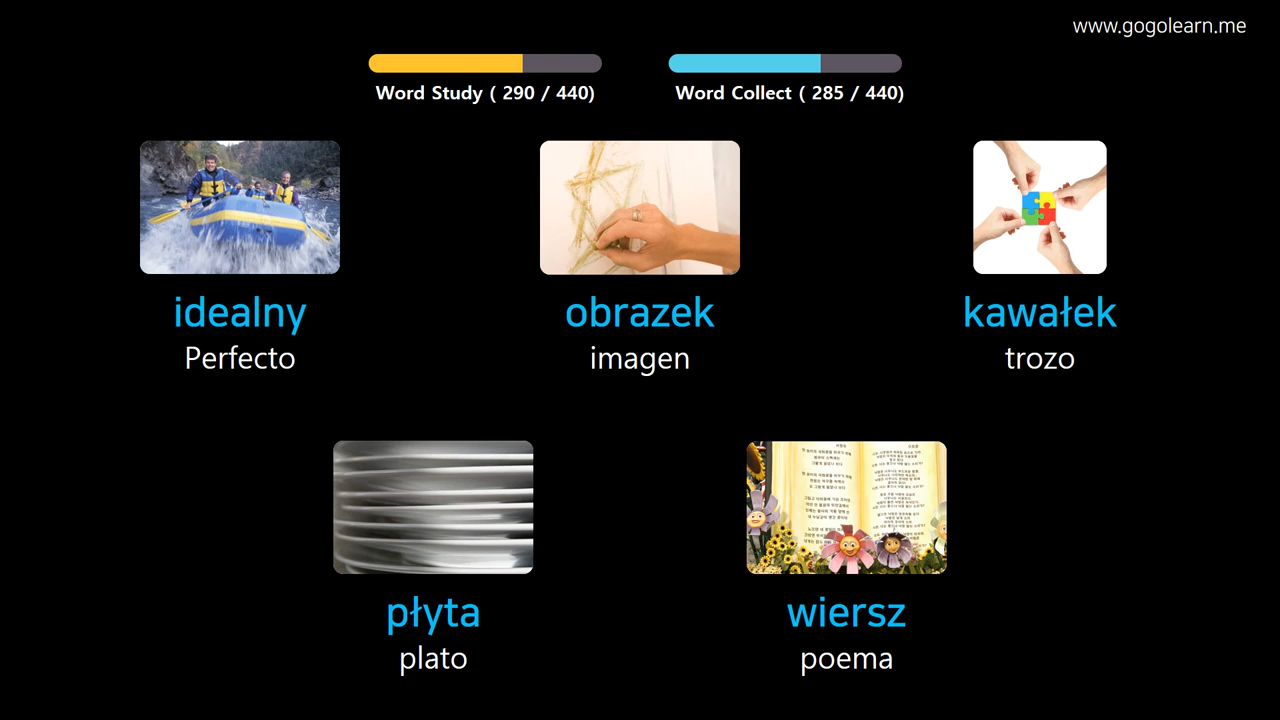 www.gogolearn.me
Word Study ( 290 / 440)
Word Collect ( 285 / 440)
idealny
Perfecto
obrazek
imagen
kawałek
trozo
płyta
plato
wiersz
poema